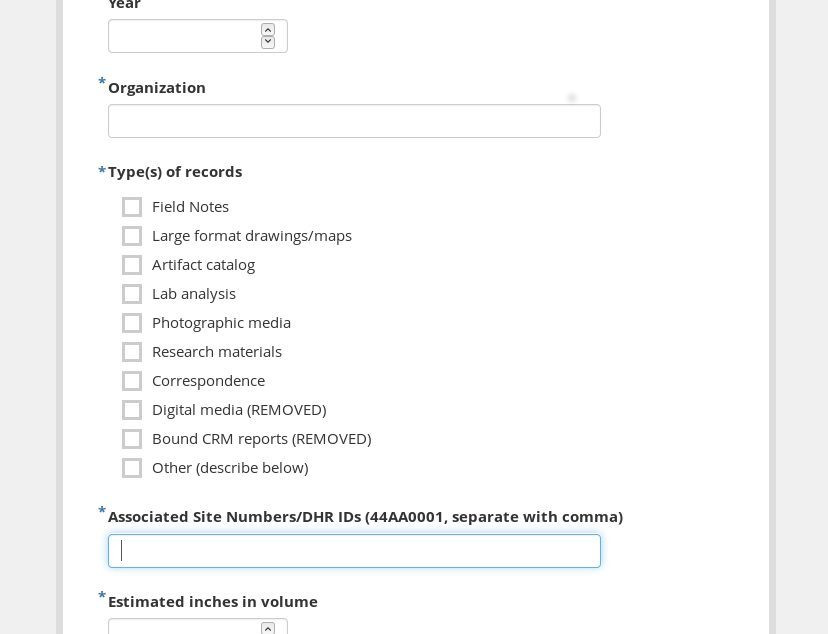 Year
* Organization
* Type(s) of records
Field Notes
Large format drawings/maps
Artifact catalog
Lab analysis
Photographic media
Research materials
Correspondence
Digital media (REMOVED)
Bound CRM reports (REMOVED)
Other (describe below)
* Associated Site Numbers/DHR IDs (44AA0001, separate with comma)
* Estimated inches in volume